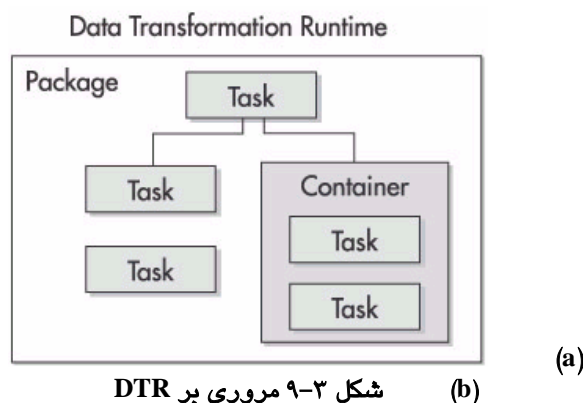 Data Transformation Runtime
Package
Task
Task
Container
Task
Task
Task
(a)
شکل ۳-۹ مروری بر DTR (b)